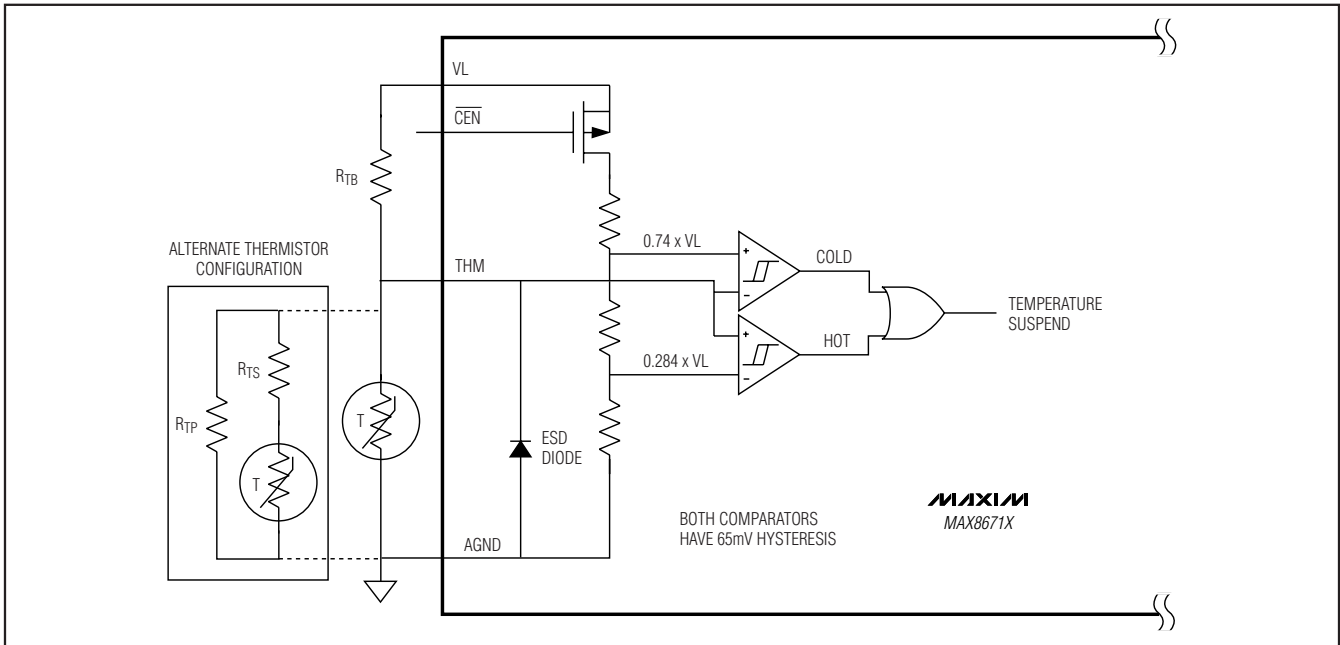 VL
CEN
RTB
ALTERNATE THERMISTOR
CONFIGURATION
0.74 x VL
COLD
THM
+
-
TEMPERATURE
SUSPEND
RTS
0.284 x VL
HOT
+
-
RTP
T
T
ESD
DIODE
BOTH COMPARATORS
HAVE 65mV HYSTERESIS
MAXIM
MAX8671X
AGND